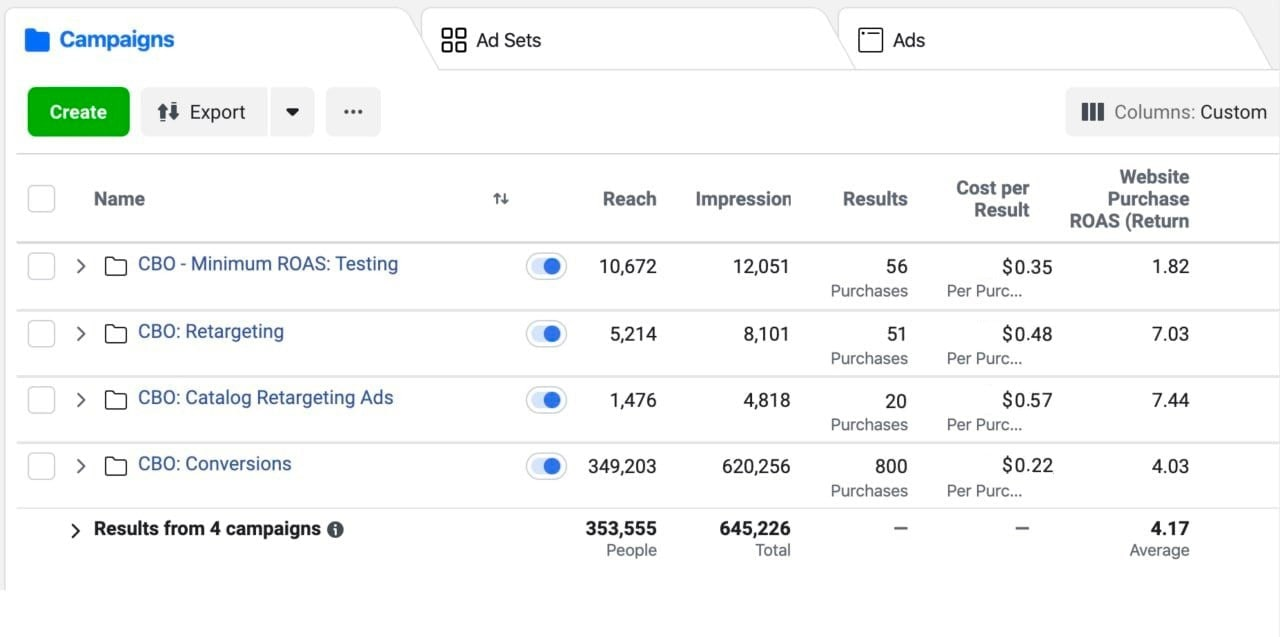 Campaigns
Ad Sets
Ads
Create
Export
Columns: Custom
Name
Reach
Impression
Results
Cost per
Result
Website
Purchase
ROAS (Return
CBO - Minimum ROAS: Testing
10,672
12,051
56
Purchases
$0.35
Per Purc...
1.82
CBO: Retargeting
5,214
8,101
51
Purchases
$0.48
Per Purc...
7.03
CBO: Catalog Retargeting Ads
1,476
4,818
20
Purchases
$0.57
Per Purc...
7.44
CBO: Conversions
349,203
620,256
800
Purchases
$0.22
Per Purc...
4.03
Results from 4 campaigns
353,555
People
645,226
Total
—
—
4.17
Average